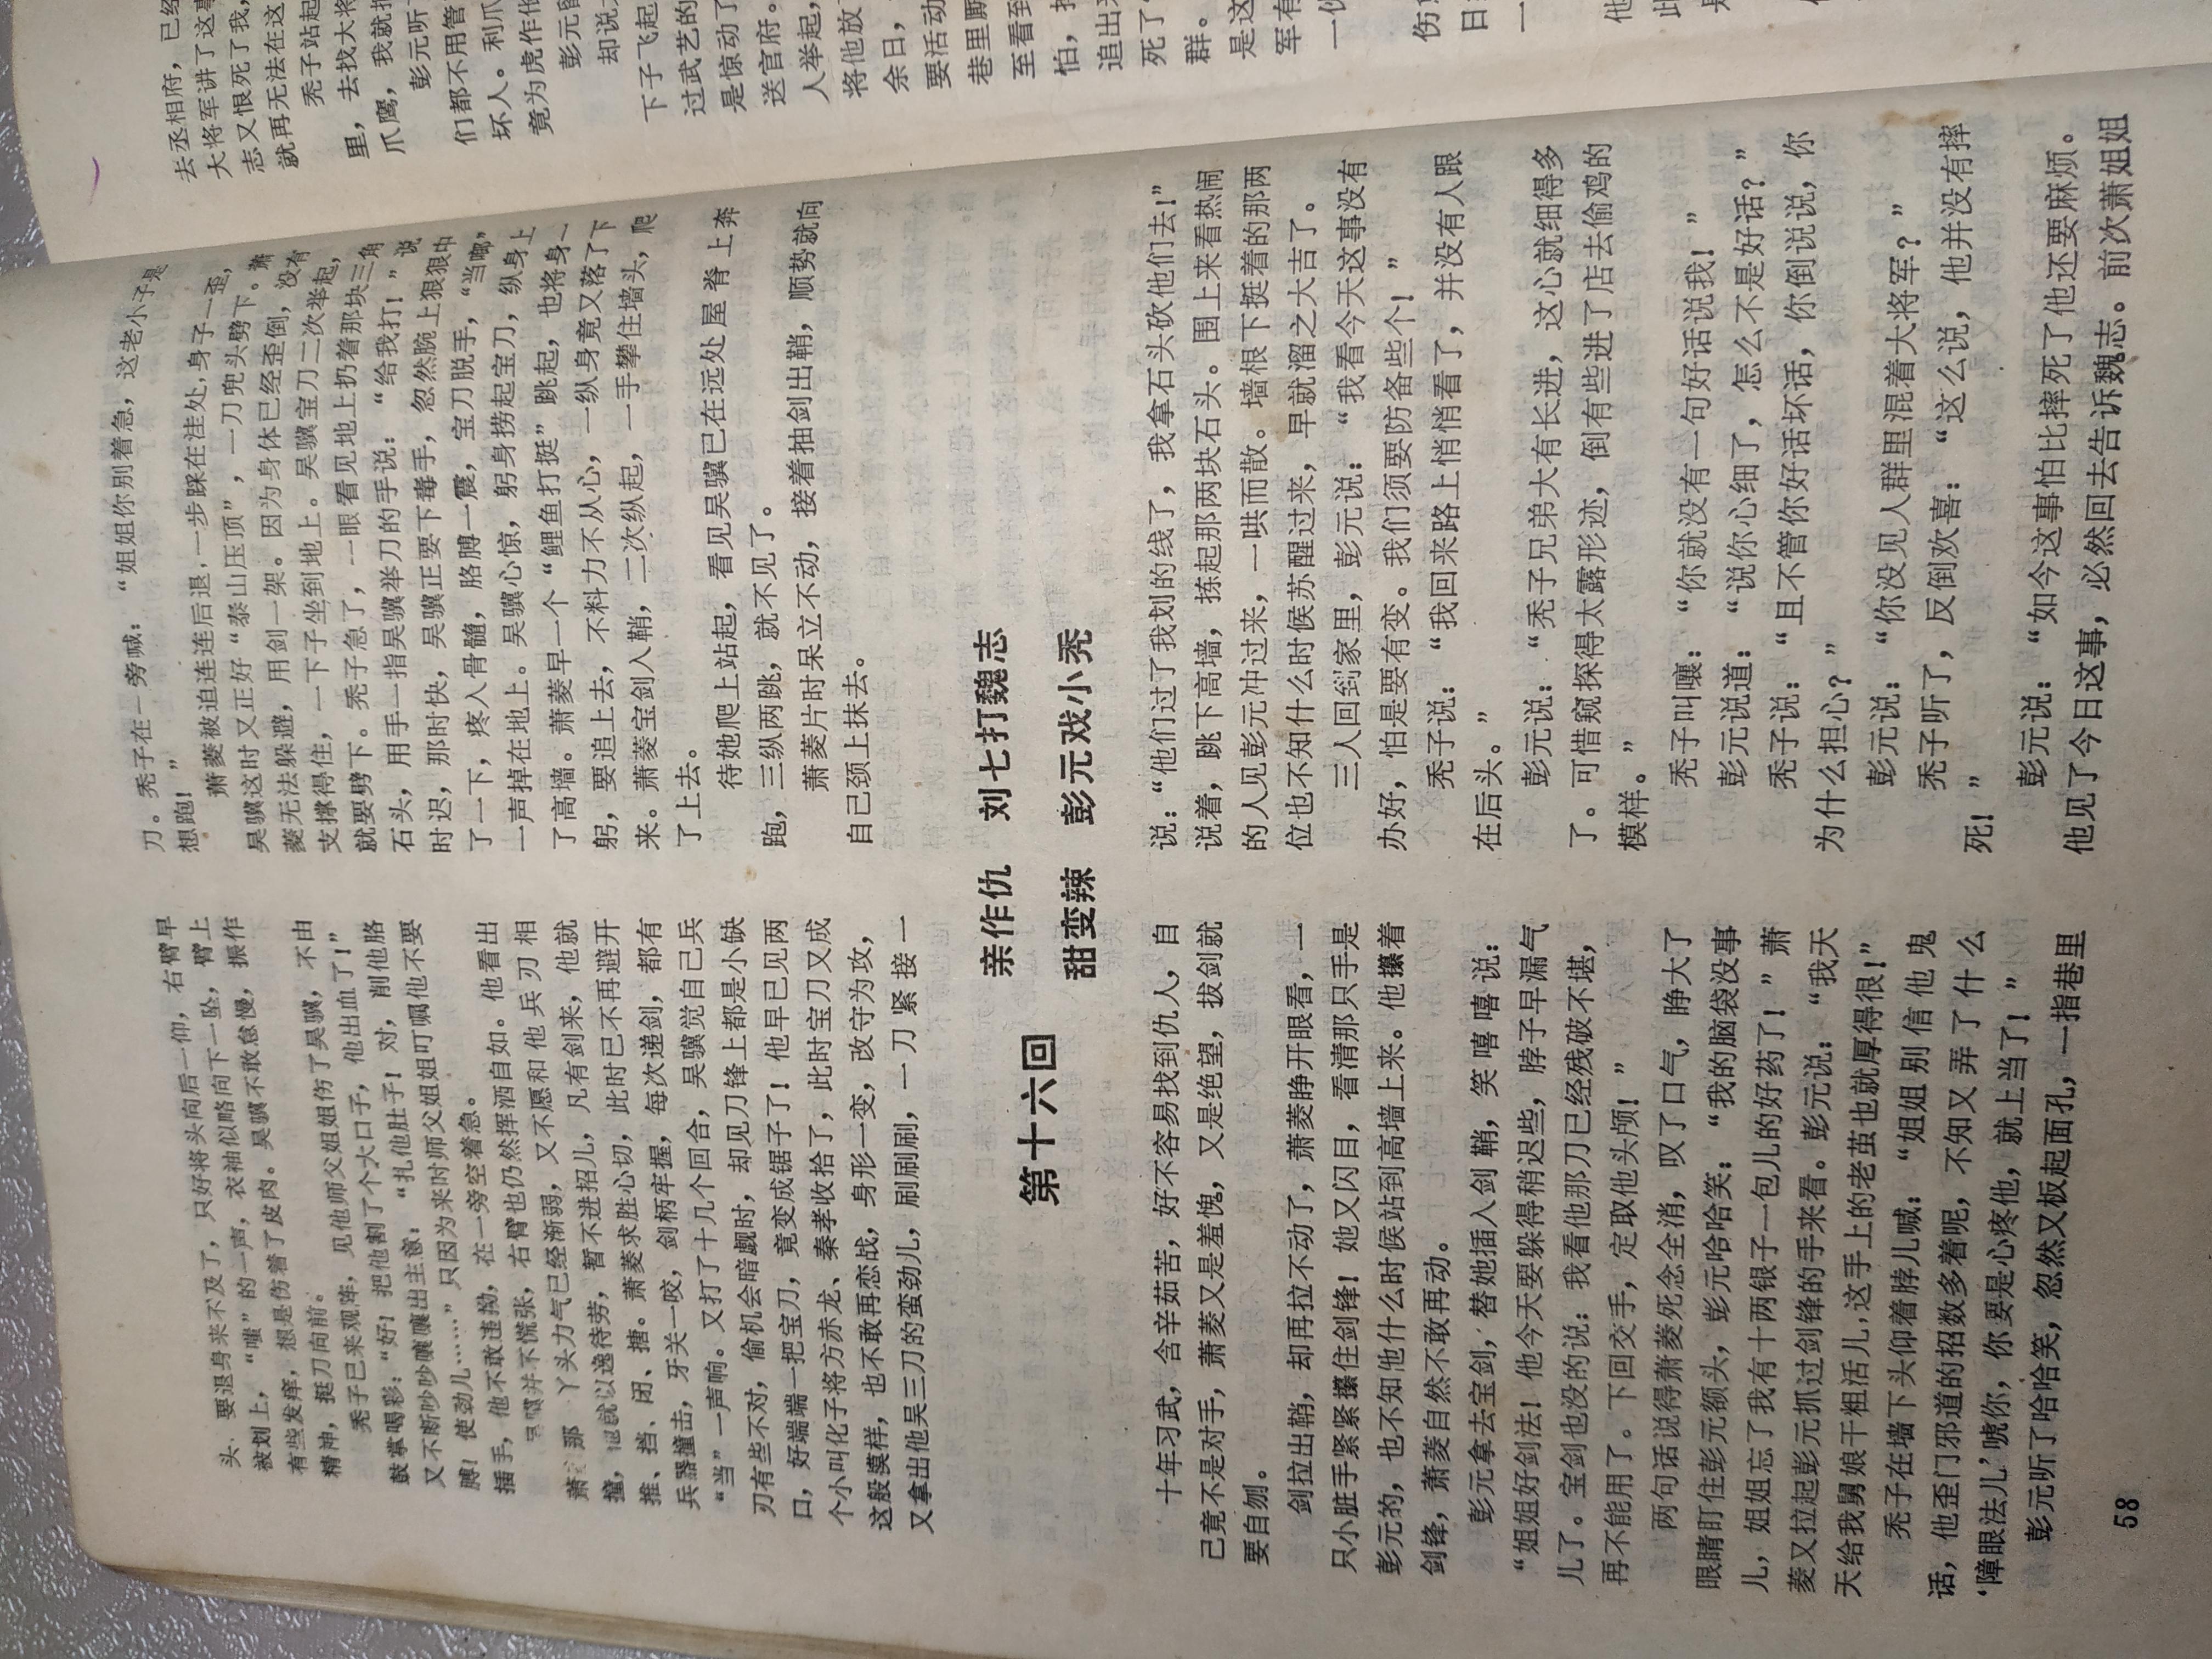 头，要退身来不及了，只好将头向后一仰，右臂早
被划上，“嗤”的一声，衣袖似略向下一坠，臂上
有些发痒，想是伤着了皮肉。吴骥不敢怠慢，振作
精神，挺刀向前。
秃子已来观阵，见他师父姐姐伤了吴骥，不由
鼓掌喝彩：“好！把他割了个大口子，他出血了！”
又不断吵吵嚷嚷出主意：“扎他肚子！对，削他胳
膊！使劲儿……”只因为来时师父姐姐叮嘱他不要
插手，他不敢违拗，在一旁空着急。
并不慌张，右臂也仍然挥洒自如。他看出
萧 那 丫头力气已经渐弱，又不愿和他兵刃相
撞，他就以逸待劳，暂不进招儿，凡有剑来，他就
推、挡、闭、搪。萧菱求胜心切，此时已不再避开
兵器撞击，牙关一咬，剑柄牢握，每次递剑，都有
“当”一声响。又打了十几个回合，吴骥觉自己兵
刃有些不对，偷机会暗觑时，却见刀锋上都是小缺
口，好端端一把宝刀，竟变成锯子了！他早已见两
个小叫化子将方赤龙、秦孝收拾了，此时宝刀又成
这般模样，也不敢再恋战，身形一变，改守为攻，
又拿出他吴三刀的蛮劲儿，刷刷刷，一刀紧接一
刀。秃子在一旁喊：“姐姐你别着急，这老小子是
想跑！”
萧菱被迫连连后退，一步踩在洼处，身子一歪，
吴骥这时又正好“泰山压顶”，一刀兜头劈下。萧
菱无法躲避，用剑一架。因为身体已经歪倒，没有
支撑得住，一下子坐到地上。吴骥宝刀二次举起，
就要劈下。秃子急了，一眼看见地上扔着那块三角
石头，用手一指吴骥举刀的手说：“给我打！”说
时迟，那时快，吴骥正要下毒手，忽然腕上狠狠中
了一下，疼入骨髓，胳膊一震，宝刀脱手，“当啷”
一声掉在地上。吴骥心惊，躬身捞起宝刀，纵身上
了高墙。萧菱早一个“鲤鱼打挺”跳起，也将身一
躬，要追上去，不料力不从心，一纵身竟又落了下
来。萧菱宝剑入鞘，二次纵起，一手攀住墙头，爬
了上去。
待她爬上站起，看见吴骥已在远处屋脊上奔
跑，三纵两跳，就不见了。
萧菱片时呆立不动，接着抽剑出鞘，顺势就向
自己颈上抹去。
第十六回
亲作仇 刘七打魏志
甜变辣 彭元戏小秃
十年习武，含辛茹苦，好不容易找到仇人，自
己竟不是对手，萧菱又是羞愧，又是绝望，拔剑就
要自刎。
剑拉出鞘，却再拉不动了，萧菱睁开眼看，一
只小脏手紧紧攥住剑锋！她又闪目，看清那只手是
彭元的，也不知他什么时候站到高墙上来。他攥着
剑锋，萧菱自然不敢再动。
彭元拿去宝剑，替她插入剑鞘，笑嘻嘻说：
“姐姐好剑法！他今天要躲得稍迟些，脖子早漏气
儿了。宝剑也没的说：我看他那刀已经残破不堪，
再不能用了。下回交手，定取他头颅！”
两句话说得萧菱死念全消，叹了口气，睁大了
眼睛盯住彭元额头，彭元哈哈笑：“我的脑袋没事
儿，姐姐忘了我有十两银子一包儿的好药了！”萧
菱又拉起彭元抓过剑锋的手来看。彭元说：“我天
天给我舅娘干粗活儿，这手上的老茧也就厚得很！”
秃子在墙下头仰着脖儿喊：“姐姐别信他鬼
话，他歪门邪道的招数多着呢，不知又弄了什么
‘障眼法儿’唬你，你要是心疼他，就上当了！”
彭元听了哈哈笑，忽然又板起面孔，一指巷里
说：“他们过了我划的线了，我拿石头砍他们去！”
说着，跳下高墙，拣起那两块石头。围上来看热闹
的人见彭元冲过来，一哄而散。墙根下挺着的那两
位也不知什么时候苏醒过来，早就溜之大吉了。
三人回到家里，彭元说：“我看今天这事没有
办好，怕是要有变。我们须要防备些个！”
秃子说：“我回来路上悄悄看了，并没有人跟
在后头。”
彭元说：“秃子兄弟大有长进，这心就细得多
了。可惜窥探得太露形迹，倒有些进了店去偷鸡的
模样。”
秃子叫嚷：“你就没有一句好话说我！”
彭元说道：“说你心细了，怎么不是好话？”
秃子说：“且不管你好话坏话，你倒说说，你
为什么担心？”
彭元说：“你没见人群里混着大将军？”
秃子听了，反倒欢喜：“这么说，他并没有摔
死！”
彭元说：“如今这事怕比摔死了他还要麻烦。
他见了今日这事，必然回去告诉魏志。前次萧姐姐
58
去丞相府，已经
大将军讲了这事
志又恨死了我，
就再无法在这
秃子站起
里，去找大将
爪鹰，我就抓
彭元听
们都不用管
坏人。利爪
竟为虎作伥
彭元留
却说
下子飞起
过武艺的
是惊动了
送官府。
人举起，
将他放
余日，
要活动
巷里厮
至看到
怕，
追出来
死了
群。
是这
军有
一伙
伤
日
一
他
此
是